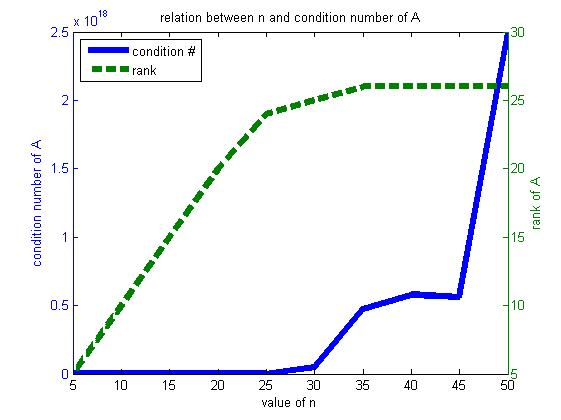 relation between n and condition number of A
x 10^18
condition #
rank
2.5
2
1.5
1
0.5
0
condition number of A
30
25
20
15
10
5
rank of A
5 10 15 20 25 30 35 40 45 50
value of n